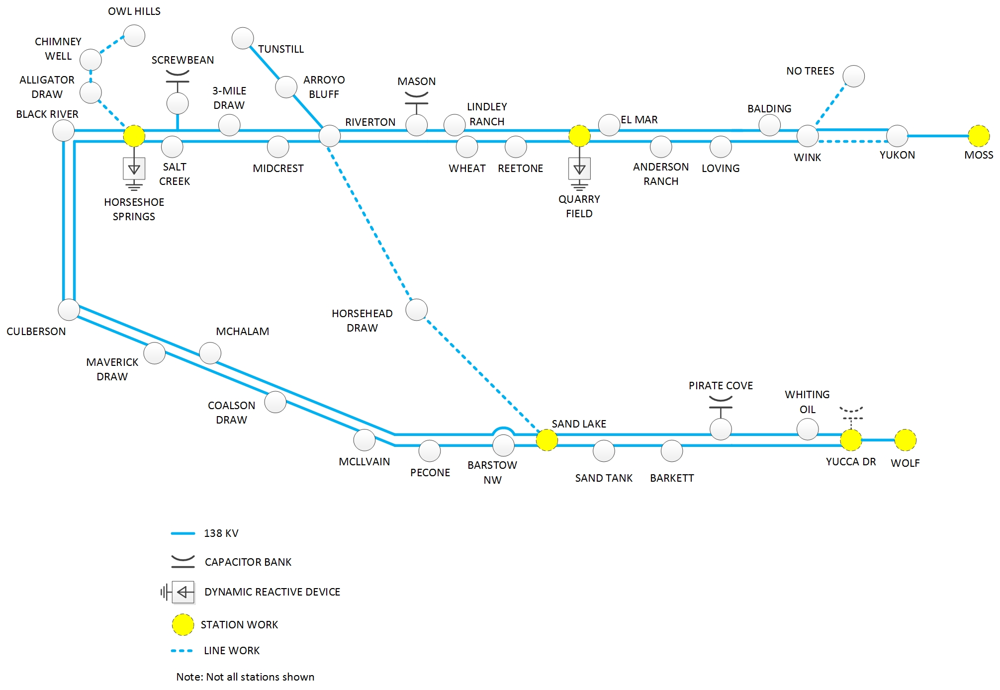 OWL HILLS
CHIMNEY
WELL
TUNSTILL
SCREWBEAN
NO TREES
ALLIGATOR
DRAW
ARROYO
BLUFF
MASON
3-MILE
DRAW
LINDLEY
RANCH
BALDING
BLACK RIVER
RIVERTON
EL MAR
SALT
CREEK
MIDCREST
WHEAT
REETONE
ANDERSON
RANCH
LOVING
WINK
YUKON
MOSS
HORSESHOE
SPRINGS
QUARRY
FIELD
HORSEHEAD
DRAW
CULBERSON
MCHALAM
MAVERICK
DRAW
COALSON
DRAW
PIRATE COVE
WHITING
OIL
SAND LAKE
MCLLVAIN
PECONE
BARSTOW
NW
SAND TANK
BARKETT
YUCCA DR
WOLF
138 KV
CAPACITOR BANK
DYNAMIC REACTIVE DEVICE
STATION WORK
LINE WORK
Note: Not all stations shown